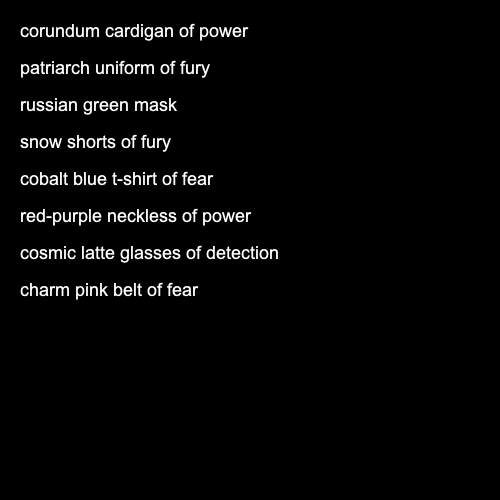 corundum cardigan of power
patriarch uniform of fury
russian green mask
snow shorts of fury
cobalt blue t-shirt of fear
red-purple neckless of power
cosmic latte glasses of detection
charm pink belt of fear